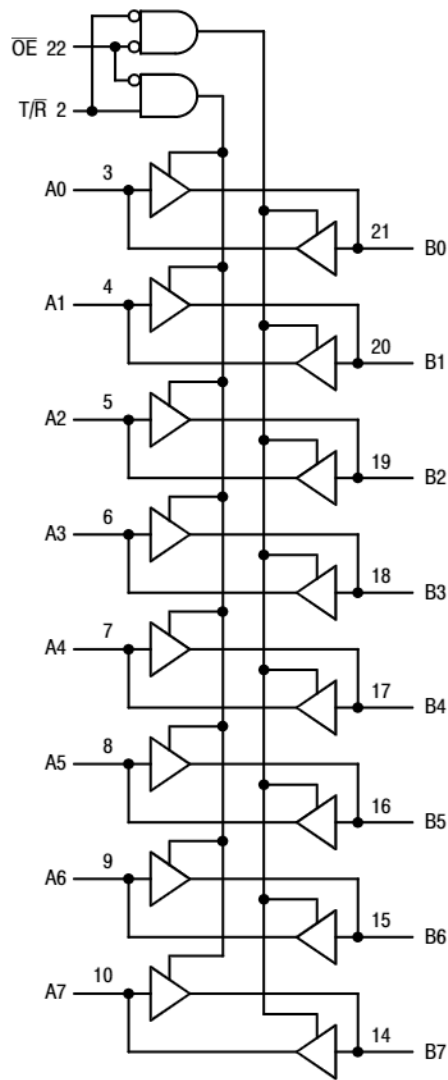 O̅E̅ 22
T/R̅ 2
A0 3
21 B0
A1 4
20 B1
A2 5
19 B2
A3 6
18 B3
A4 7
17 B4
A5 8
16 B5
A6 9
15 B6
A7 10
14 B7